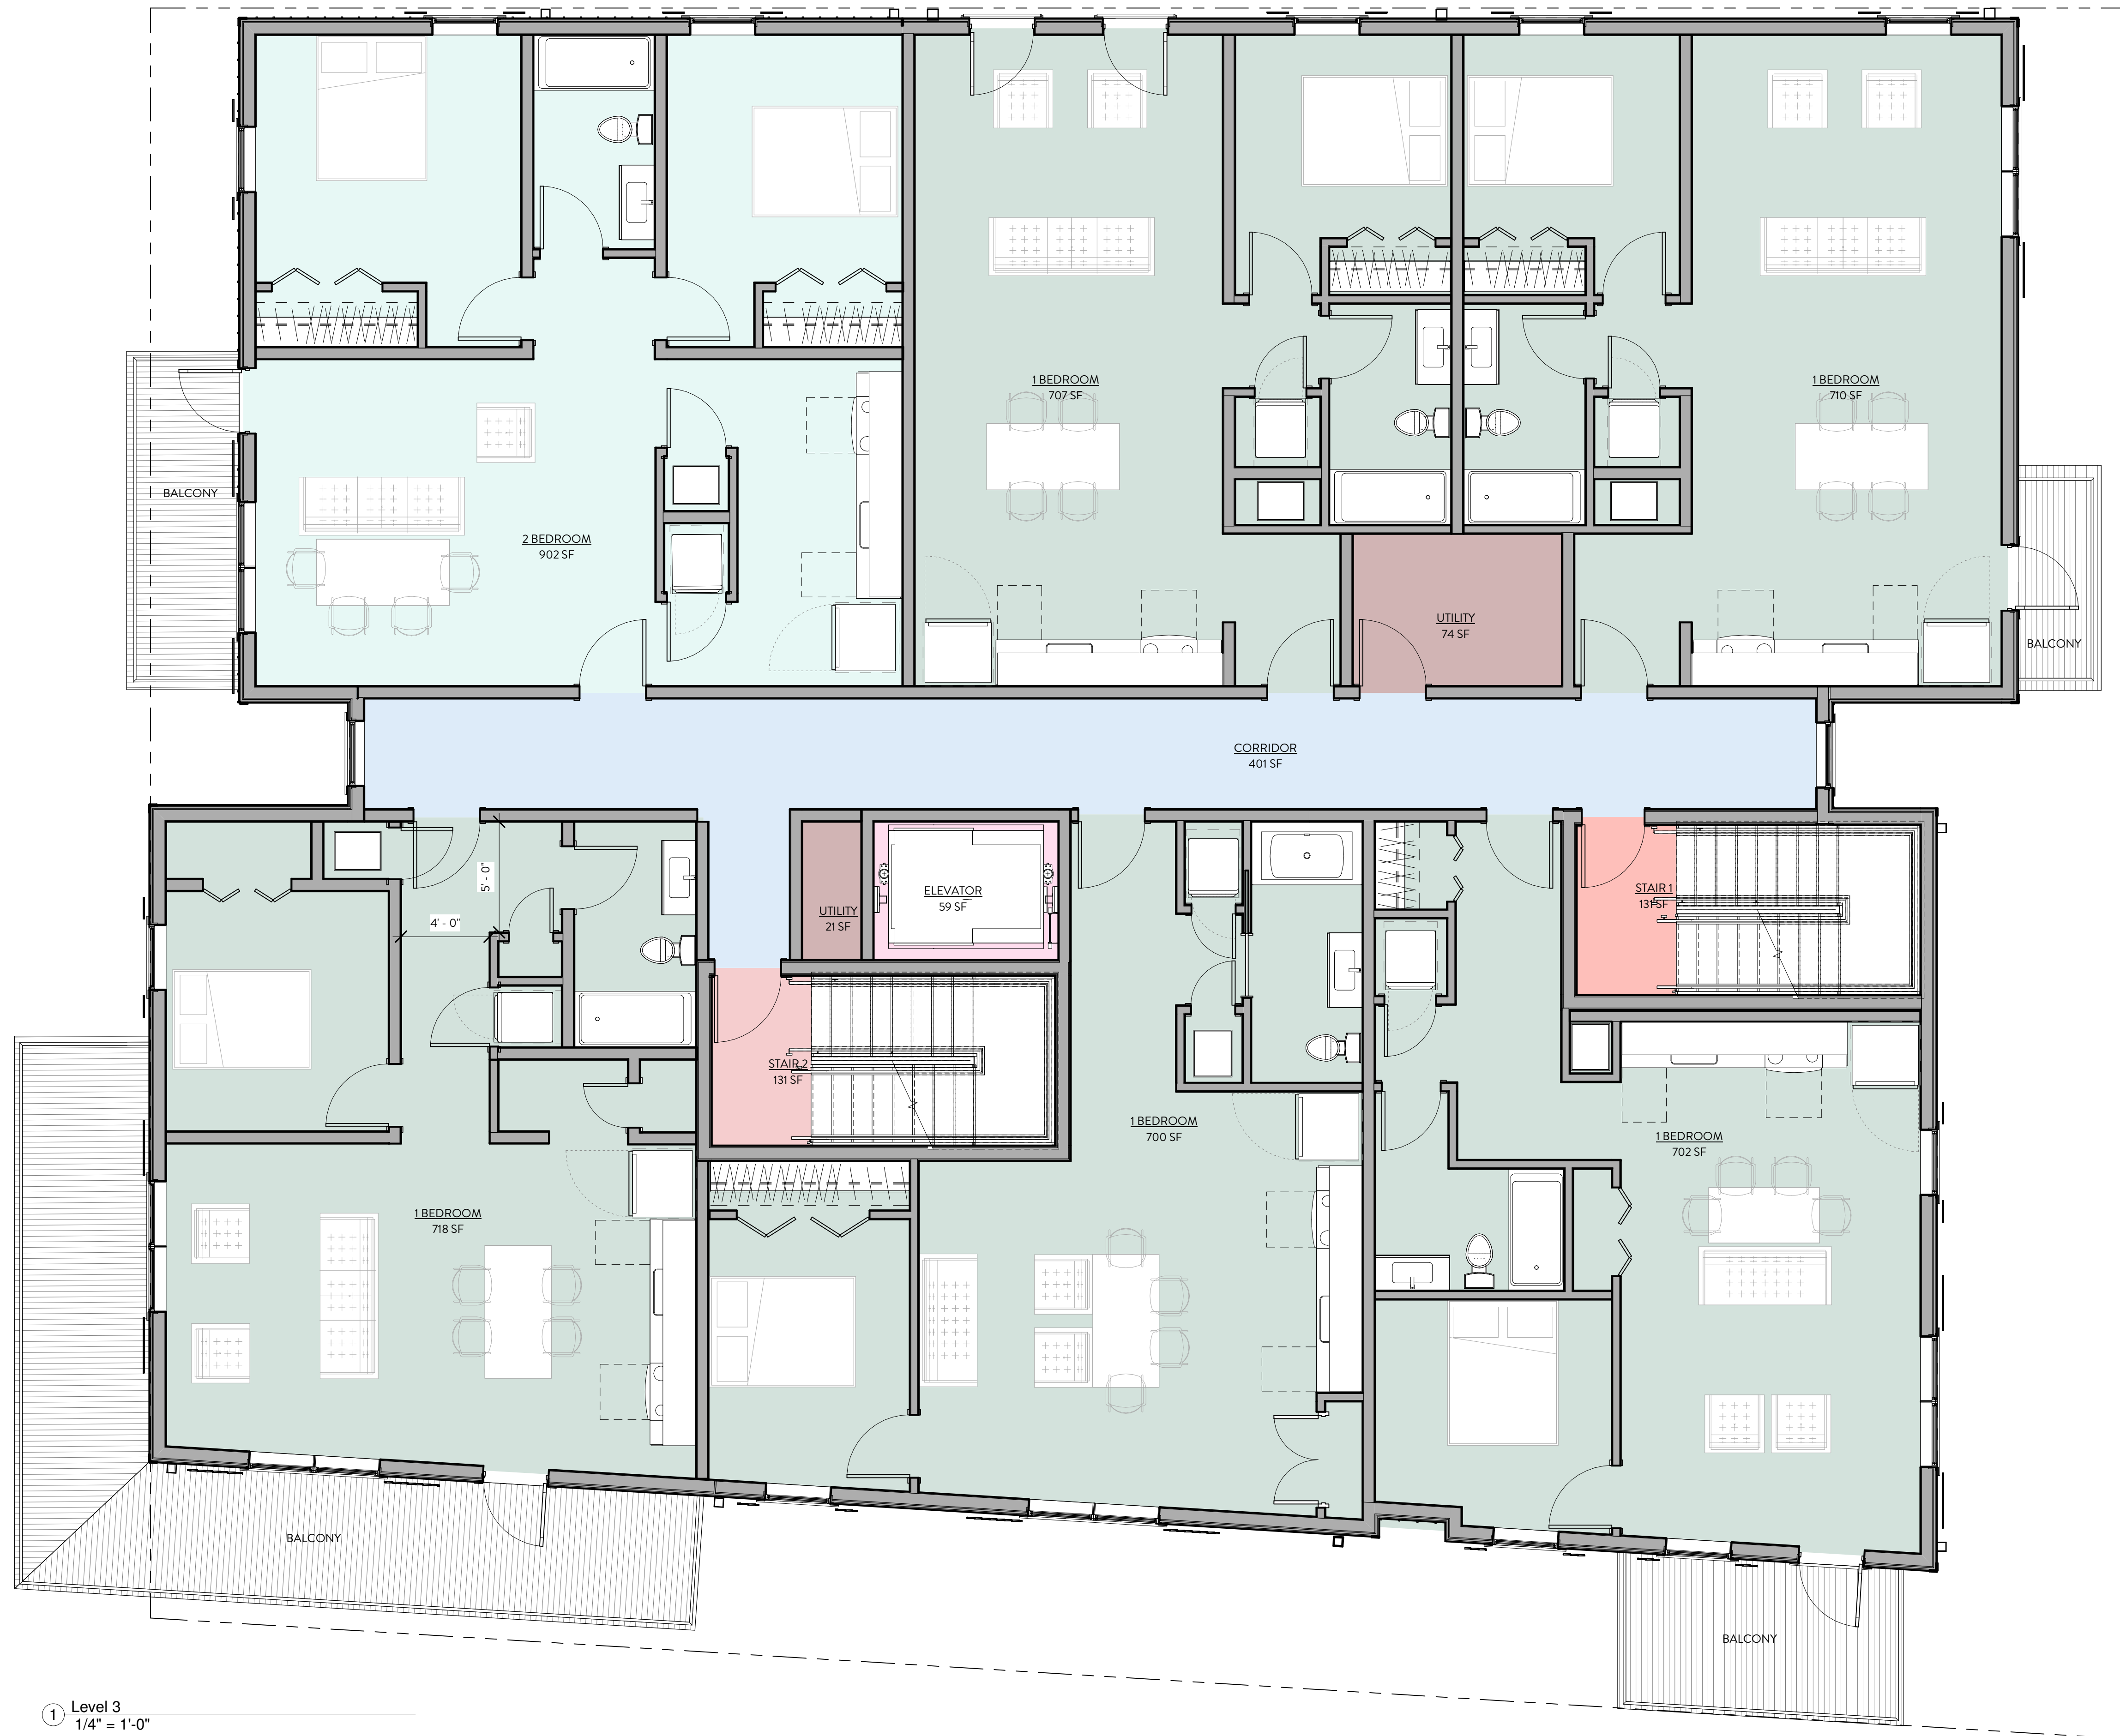 1 BEDROOM
707 SF
1 BEDROOM
710 SF
BALCONY
2 BEDROOM
902 SF
UTILITY
74 SF
BALCONY
CORRIDOR
401 SF
5' - 0"
4' - 0"
UTILITY
21 SF
ELEVATOR
59 SF
STAIR 1
131 SF
STAIR 2
131 SF
1 BEDROOM
700 SF
1 BEDROOM
702 SF
1 BEDROOM
718 SF
BALCONY
BALCONY
1 Level 3
1/4" = 1'-0"